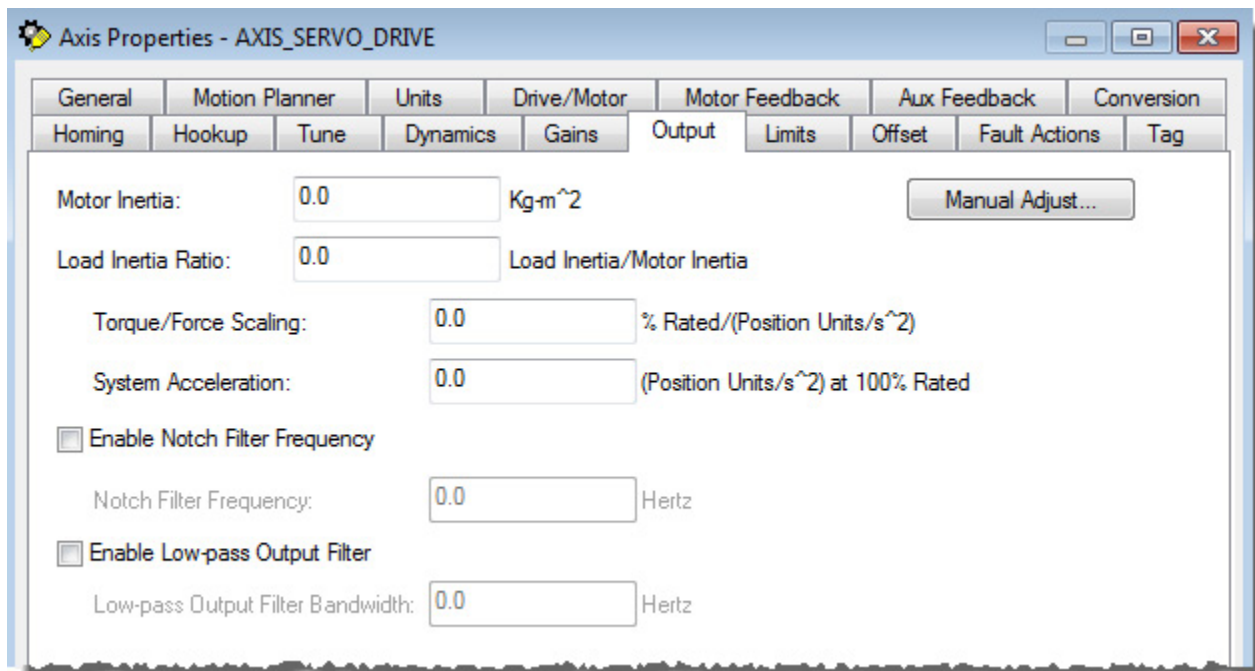 Axis Properties - AXIS_SERVO_DRIVE
General Motion Planner Units Drive/Motor Motor Feedback Aux Feedback Conversion
Homing Hookup Tune Dynamics Gains Output Limits Offset Fault Actions Tag
Motor Inertia: 0.0 Kg-m^2 Manual Adjust...
Load Inertia Ratio: 0.0 Load Inertia/Motor Inertia
Torque/Force Scaling: 0.0 % Rated/(Position Units/s^2)
System Acceleration: 0.0 (Position Units/s^2) at 100% Rated
Enable Notch Filter Frequency
Notch Filter Frequency: 0.0 Hertz
Enable Low-pass Output Filter
Low-pass Output Filter Bandwidth: 0.0 Hertz